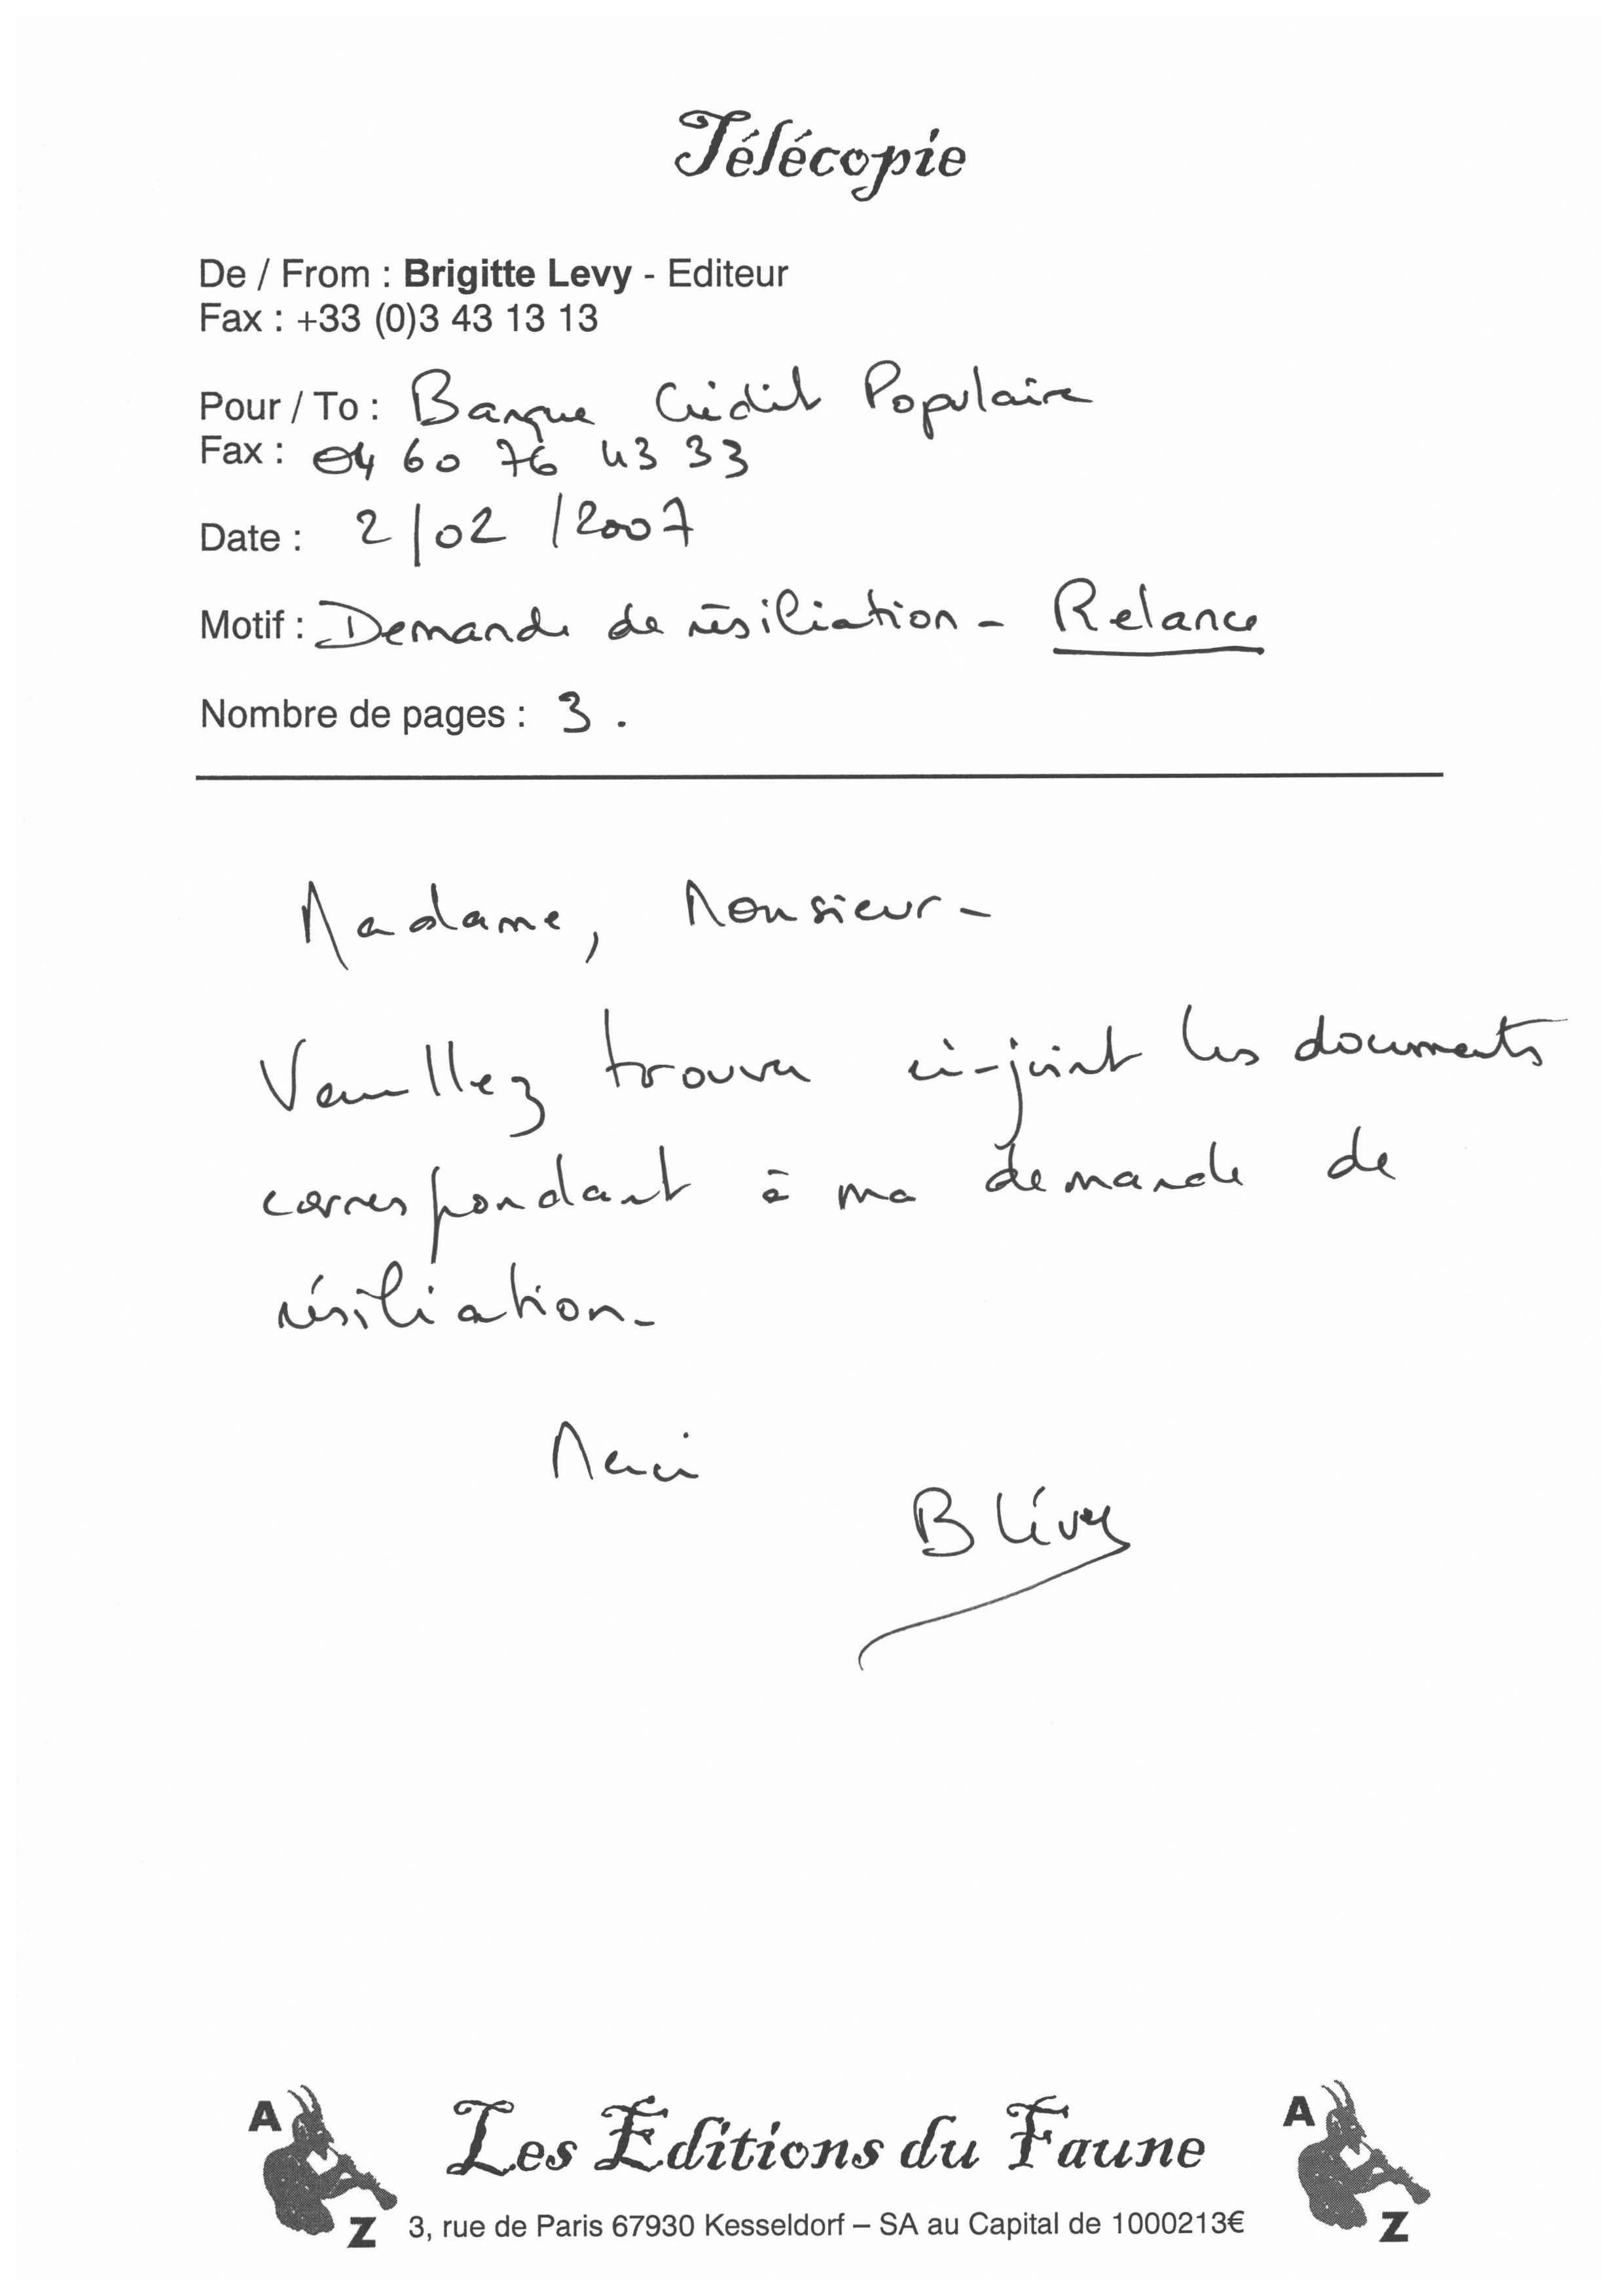 Télécopie
De / From : Brigitte Levy - Editeur
Fax : +33 (0)3 43 13 13
Pour / To : Banque Crédit Populaire
Fax : 04 60 76 43 33
Date : 2/02/2007
Motif : Demande de résiliation - Relance
Nombre de pages : 3.
Madame, Monsieur -
Veuillez trouver ci-joint les documents
correspondant à ma demande de
résiliation -
Merci
B Lévy
A
Z
Les Editions du Faune
3, rue de Paris 67930 Kesseldorf – SA au Capital de 1000213€
A
Z